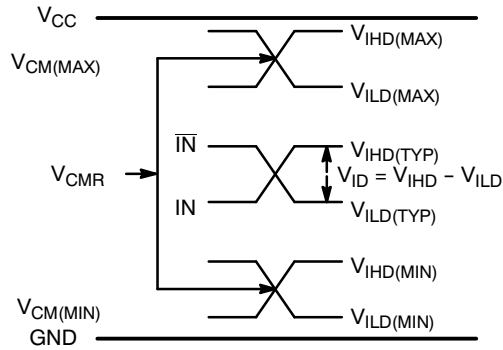 V_CC
V_IHD(MAX)
V_CM(MAX)
V_ILD(MAX)
I̅N̅ V_IHD(TYP)
V_CMR V_ID = V_IHD − V_ILD
IN V_ILD(TYP)
V_IHD(MIN)
V_CM(MIN) V_ILD(MIN)
GND